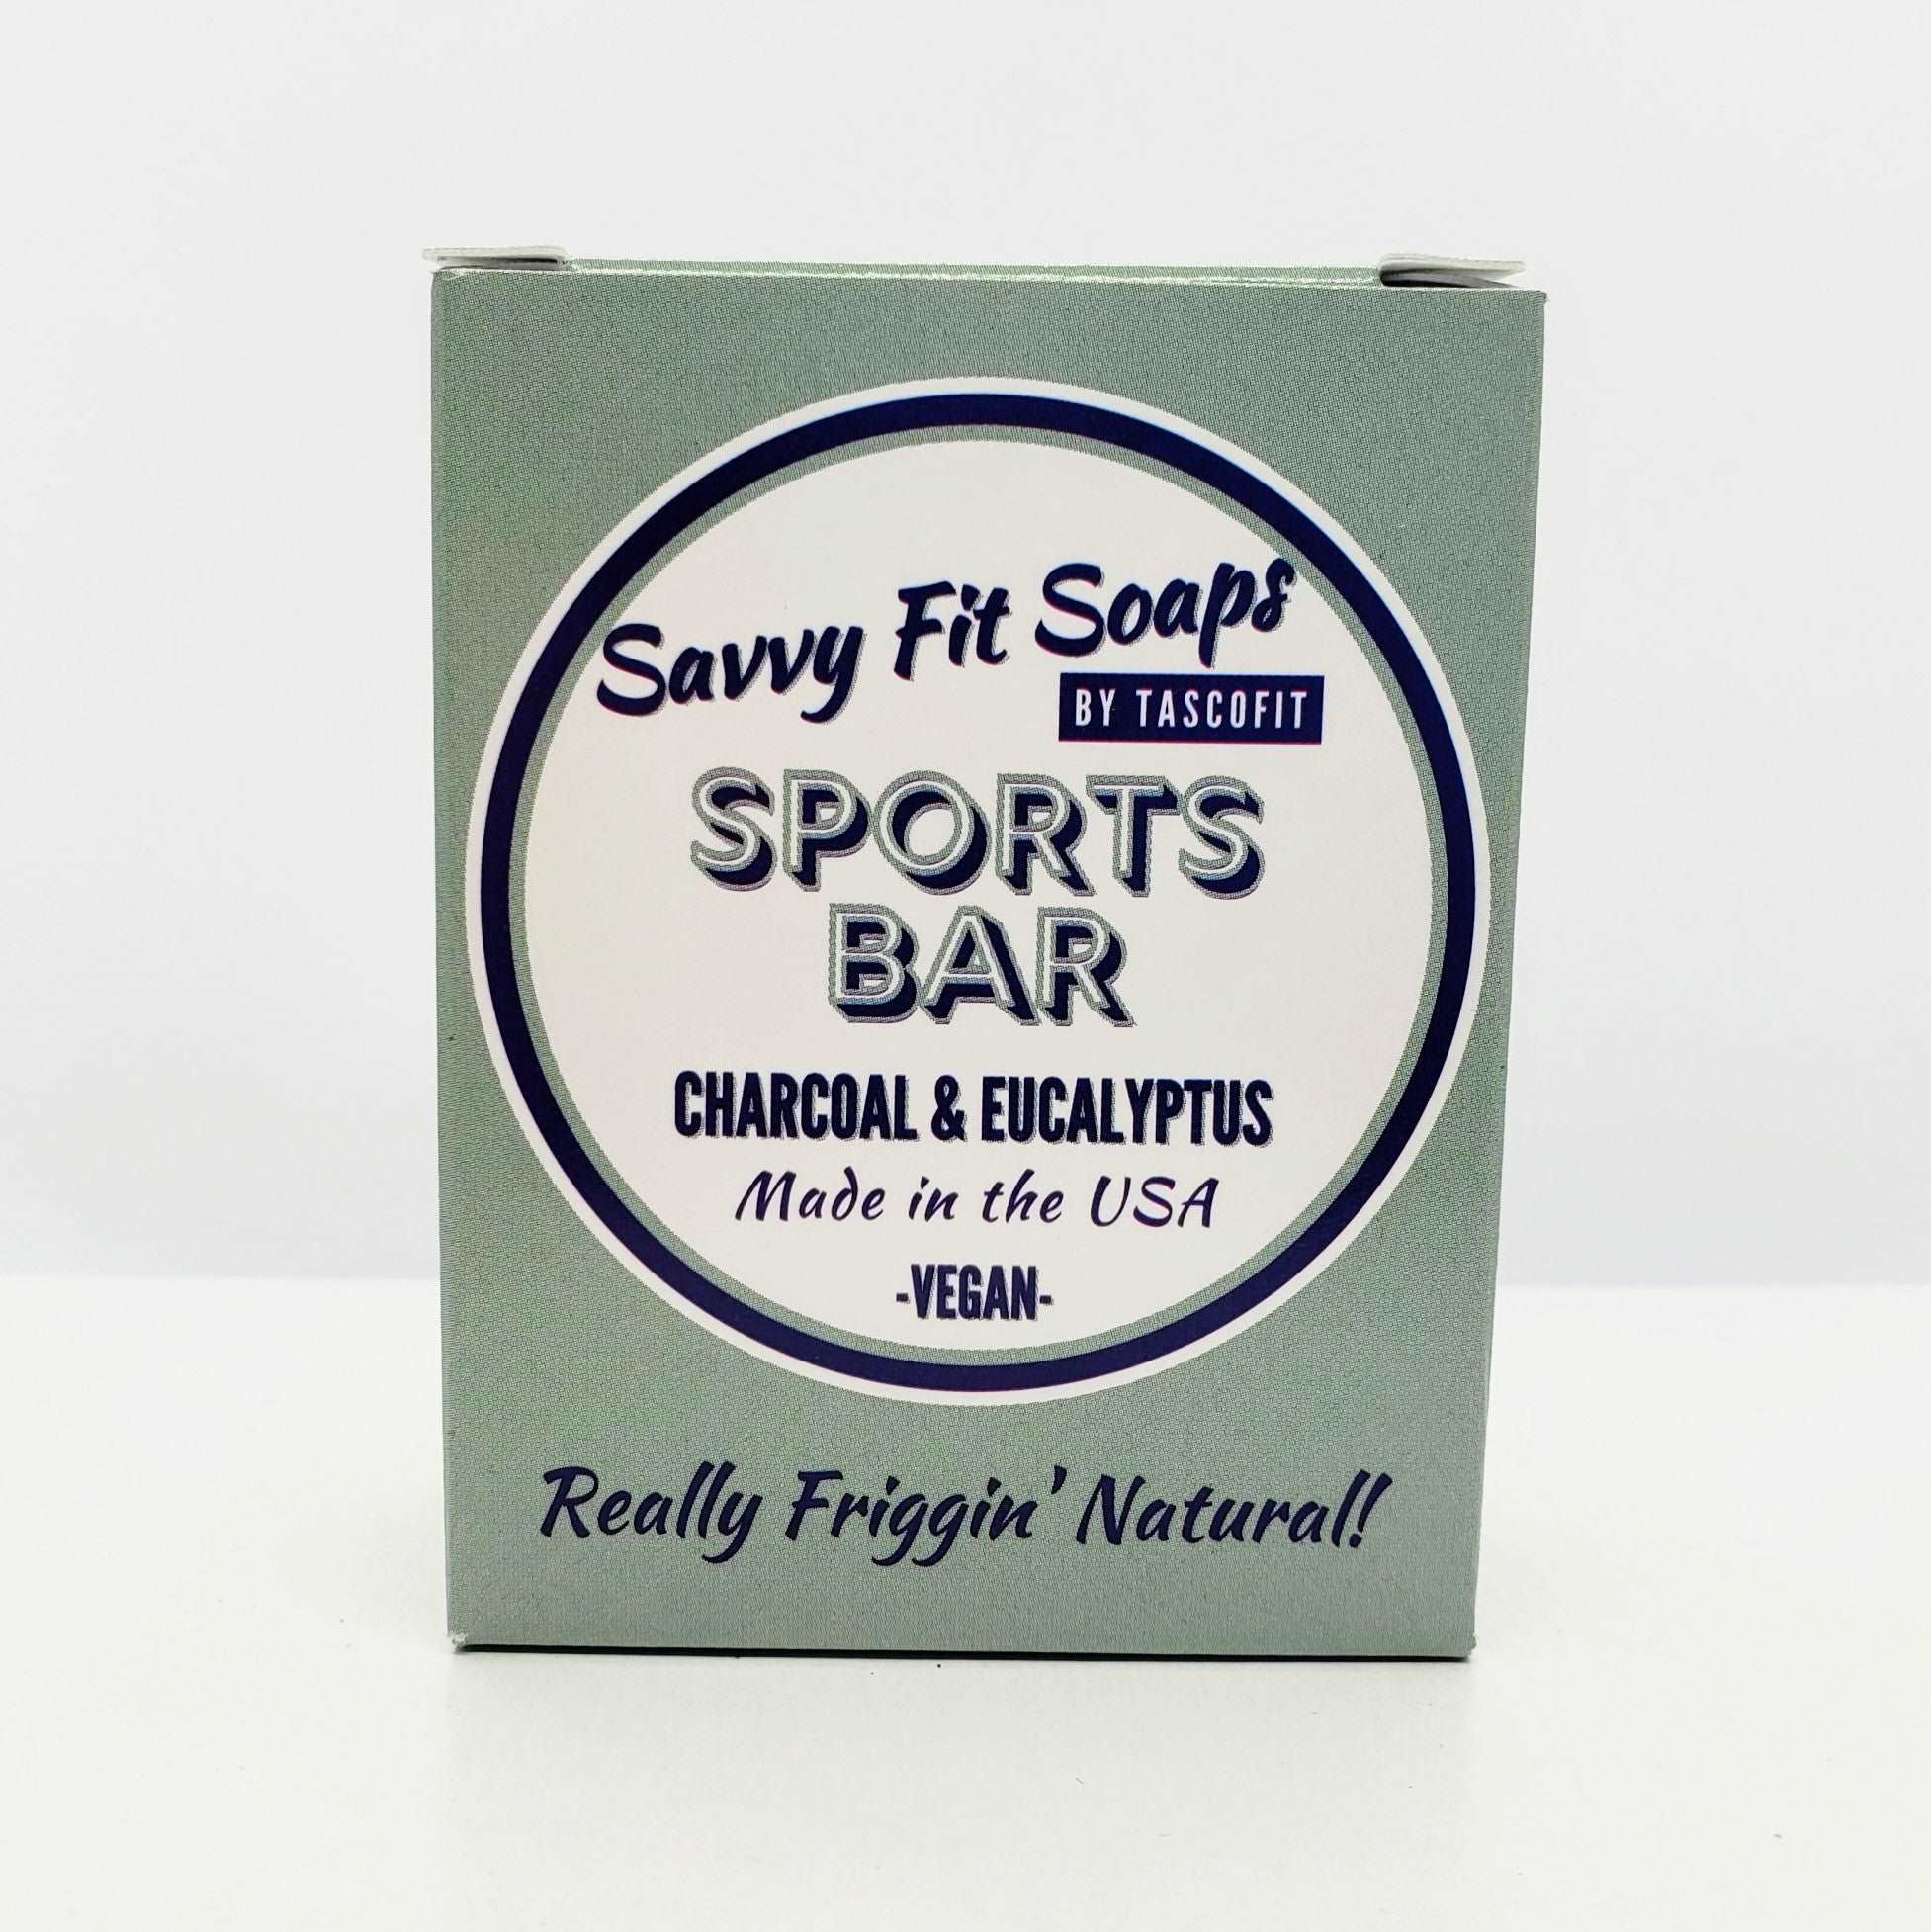 Savvy Fit Soaps
BY TASCOFIT
SPORTS
BAR
CHARCOAL & EUCALYPTUS
Made in the USA
-VEGAN-
Really Friggin' Natural!